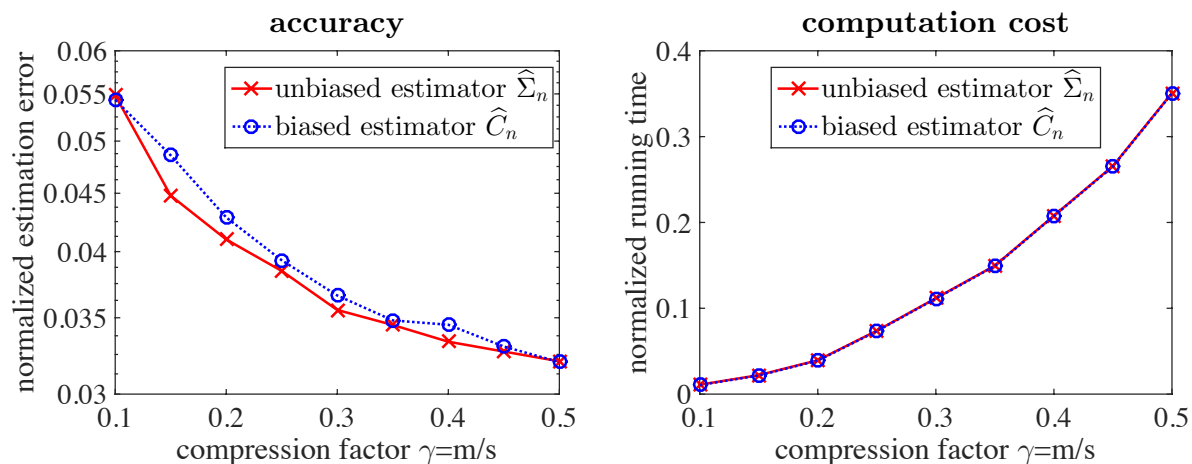 accuracy
normalized estimation error
0.06
0.055
0.05
0.045
0.04
0.035
0.03
unbiased estimator Σ̂ₙ
biased estimator Ĉₙ
0.1 0.2 0.3 0.4 0.5
compression factor γ=m/s
computation cost
normalized running time
0.4
0.3
0.2
0.1
0
unbiased estimator Σ̂ₙ
biased estimator Ĉₙ
0.1 0.2 0.3 0.4 0.5
compression factor γ=m/s